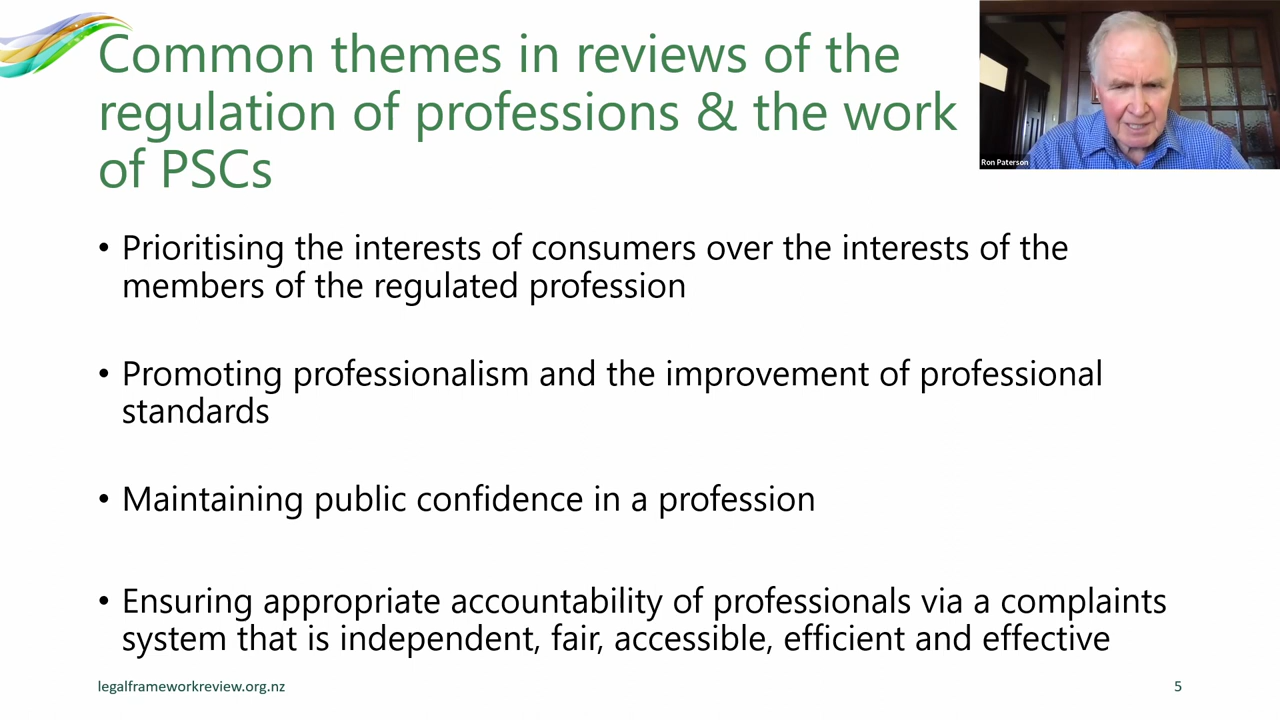 Common themes in reviews of the
regulation of professions & the work
of PSCs
Ron Paterson
• Prioritising the interests of consumers over the interests of the
members of the regulated profession
• Promoting professionalism and the improvement of professional
standards
• Maintaining public confidence in a profession
• Ensuring appropriate accountability of professionals via a complaints
system that is independent, fair, accessible, efficient and effective
legalframeworkreview.org.nz
5